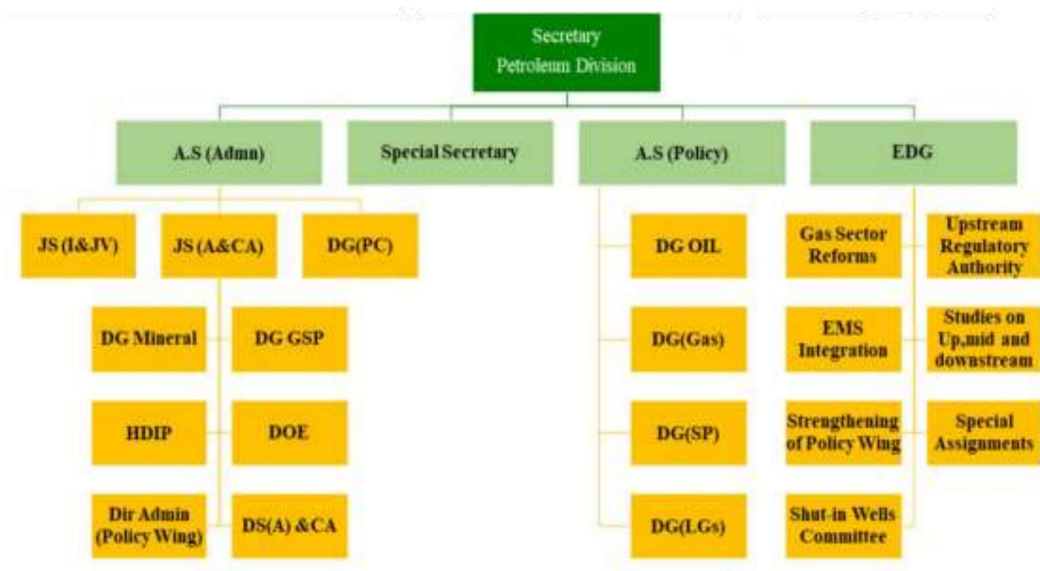 Secretary
Petroleum Division
A.S (Admn)
Special Secretary
A.S (Policy)
EDG
JS (I&JV)
JS (A&CA)
DG(PC)
DG Mineral
DG GSP
HDIP
DOE
Dir Admin
(Policy Wing)
DS(A) &CA
DG OIL
DG(Gas)
DG(SP)
DG(LGs)
Gas Sector
Reforms
Upstream
Regulatory
Authority
EMS
Integration
Studies on
Up,mid and
downstream
Strengthening
of Policy Wing
Special
Assignments
Shut-in Wells
Committee